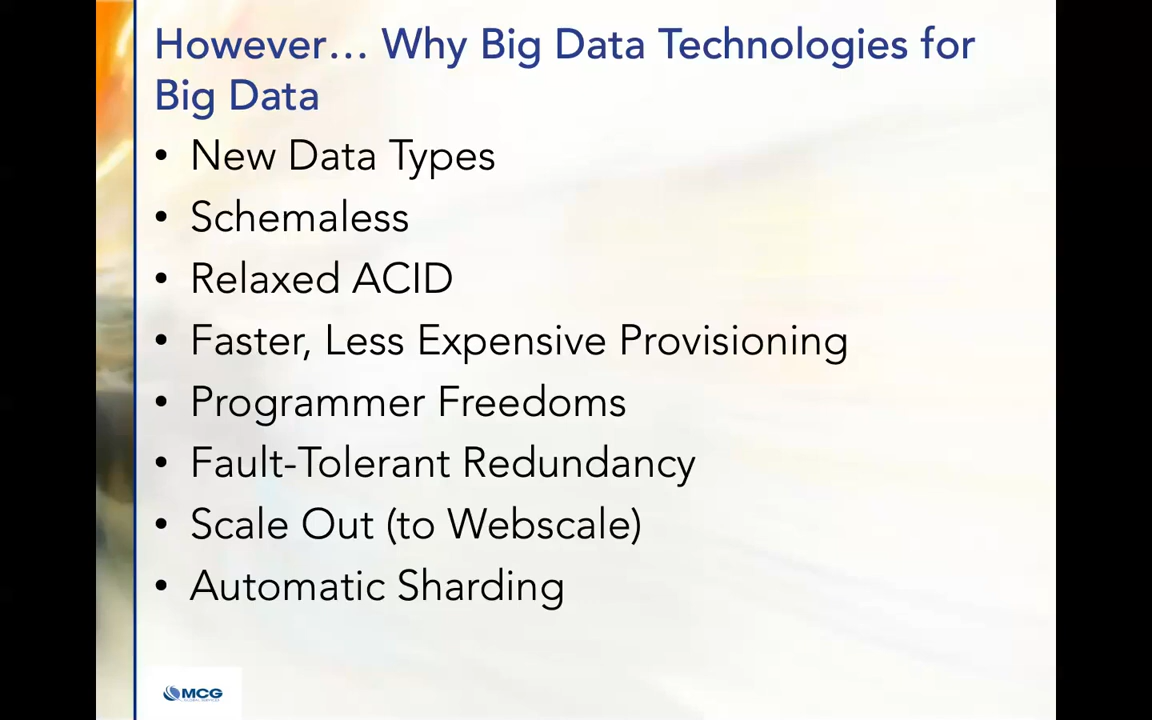 However… Why Big Data Technologies for
Big Data
• New Data Types
• Schemaless
• Relaxed ACID
• Faster, Less Expensive Provisioning
• Programmer Freedoms
• Fault-Tolerant Redundancy
• Scale Out (to Webscale)
• Automatic Sharding
MCG